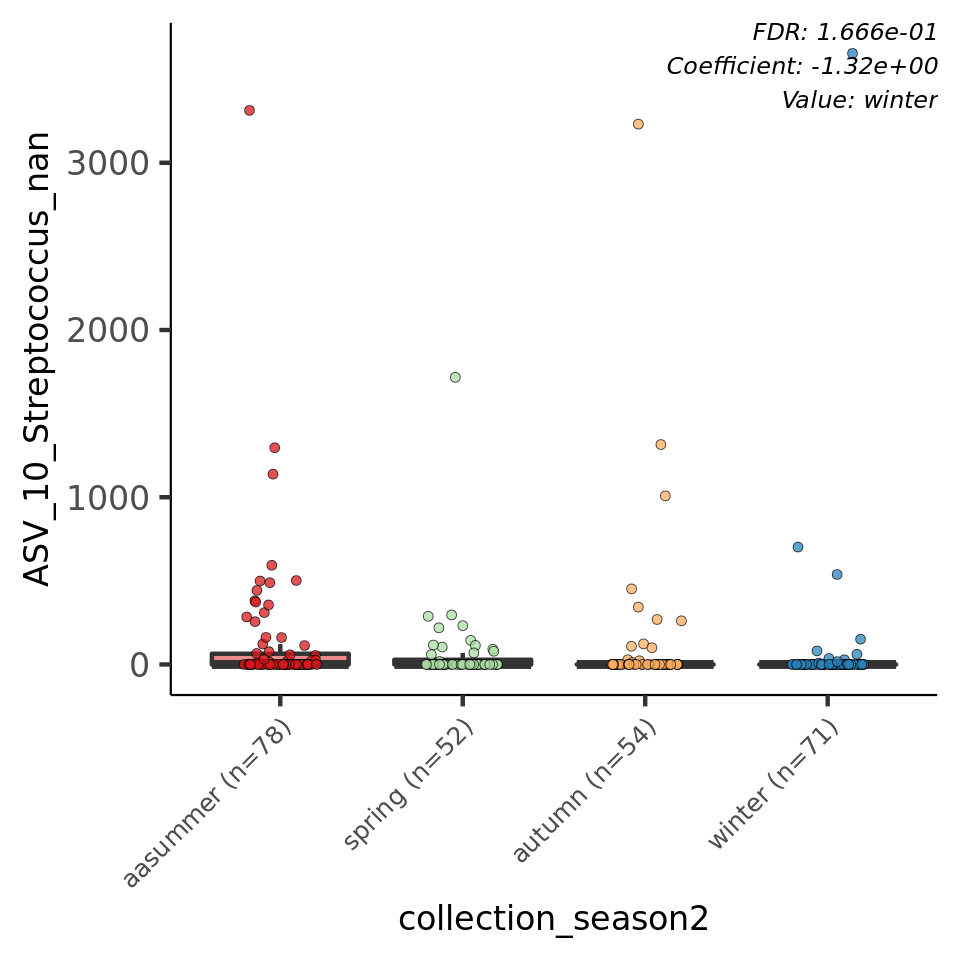 FDR: 1.666e-01
Coefficient: -1.32e+00
Value: winter
ASV_10_Streptococcus_nan
3000
2000
1000
0
aasummer (n=78)
spring (n=52)
autumn (n=54)
winter (n=71)
collection_season2